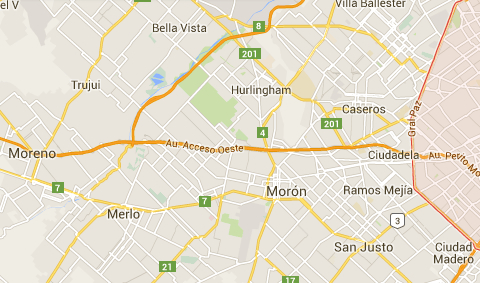 el V
Villa Ballester
Bella Vista
8
201
Trujui
Hurlingham
Caseros
201
Gral Paz
4
Au. Acceso Oeste
Moreno
Ciudadela
Au. Perito Mo
7
Morón
Ramos Mejía
7
Merlo
3
San Justo
Ciudad
Madero
21
17